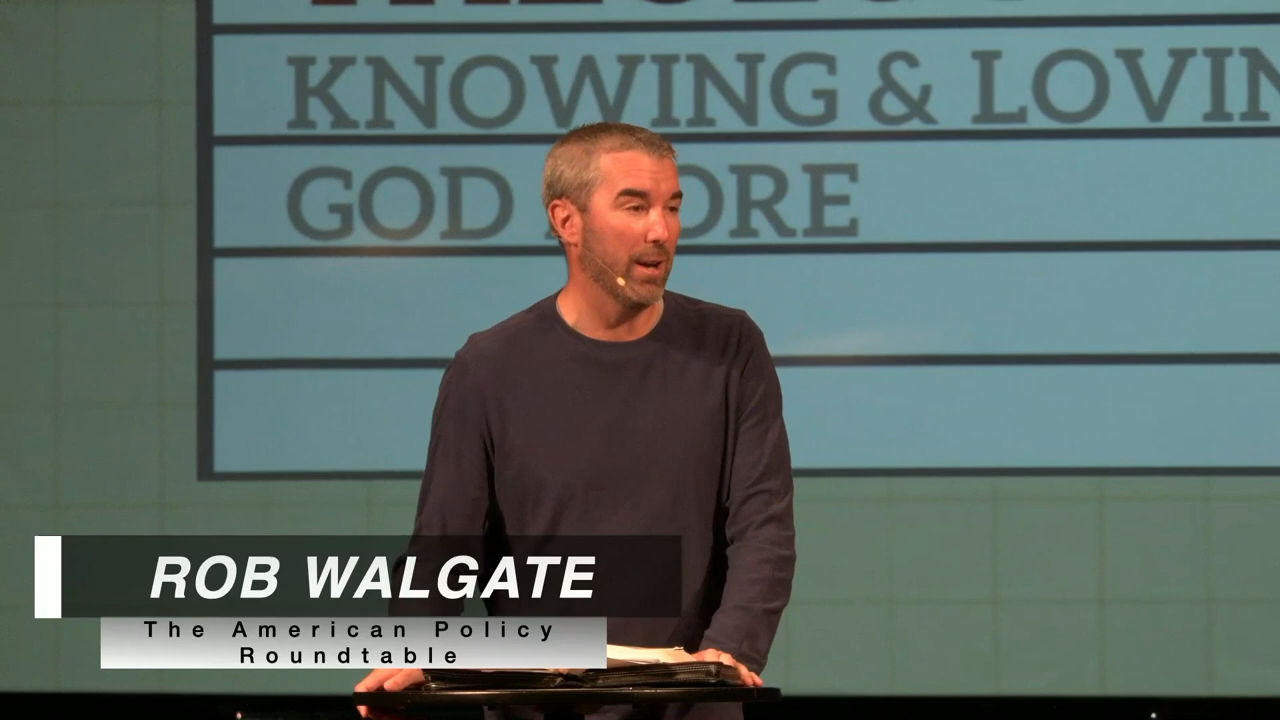 KNOWING & LOVIN
GOD
ROB WALGATE
The American Policy
Roundtable